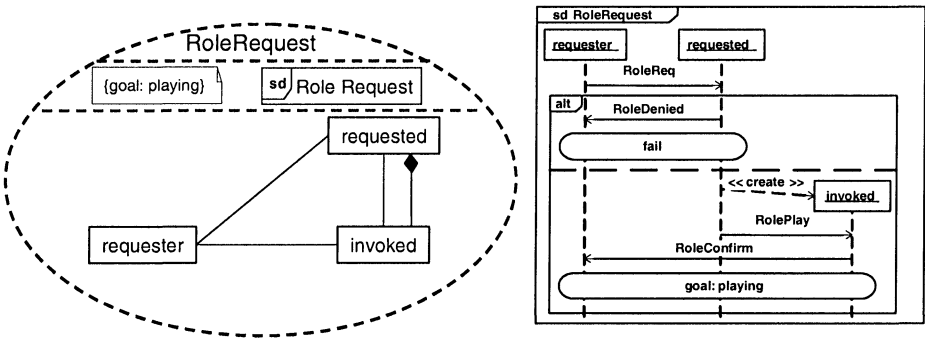 RoleRequest
{goal: playing}
sd Role Request
requested
requester
invoked
sd RoleRequest
requester
requested
RoleReq
alt
RoleDenied
fail
<< create >>
invoked
RolePlay
RoleConfirm
goal: playing